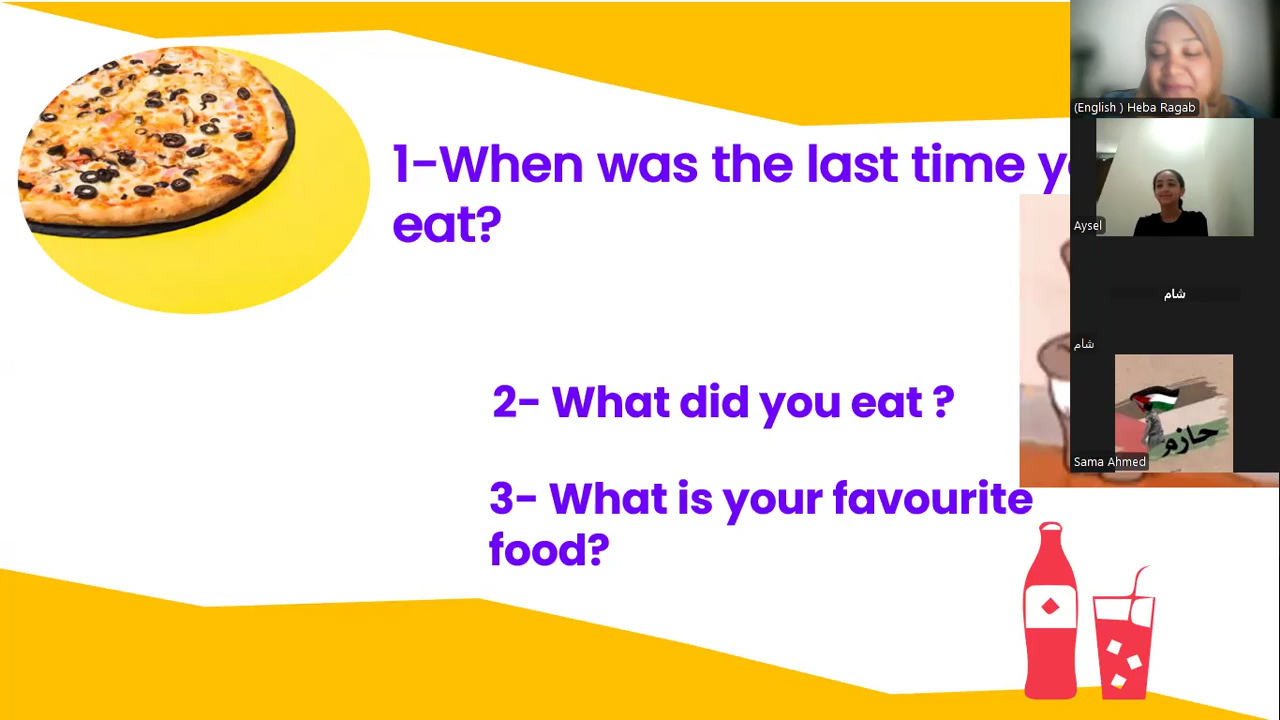 1-When was the last time
eat?
2- What did you eat ?
3- What is your favourite
food?
(English ) Heba Ragab
Aysel
شام
شام
حازم
Sama Ahmed